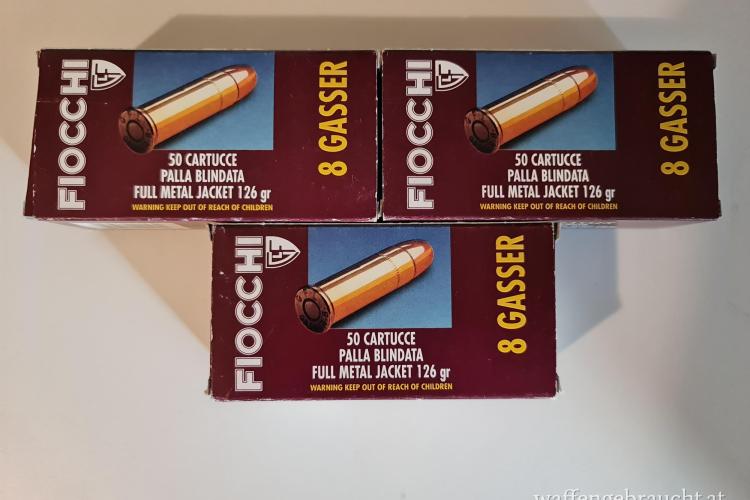 FIOCCHI
GFL
50 CARTUCCE
PALLA BLINDATA
FULL METAL JACKET 126 gr
WARNING KEEP OUT OF REACH OF CHILDREN
8 GASSER
FIOCCHI
GFL
50 CARTUCCE
PALLA BLINDATA
FULL METAL JACKET 126 gr
WARNING KEEP OUT OF REACH OF CHILDREN
8 GASSER
FIOCCHI
GFL
50 CARTUCCE
PALLA BLINDATA
FULL METAL JACKET 126 gr
WARNING KEEP OUT OF REACH OF CHILDREN
8 GASSER
waffengebraucht.at